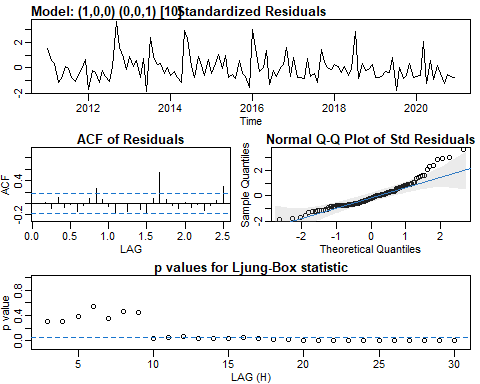 Model: (1,0,0) (0,0,1) [10] Standardized Residuals
-2 0 2
2012 2014 2016 2018 2020
Time
ACF of Residuals
ACF
-0.2 0.4
0.0 0.5 1.0 1.5 2.0 2.5
LAG
Normal Q-Q Plot of Std Residuals
Sample Quantiles
-2 0 2
-2 -1 0 1 2
Theoretical Quantiles
p values for Ljung-Box statistic
p value
0.0 0.4 0.8
5 10 15 20 25 30
LAG (H)